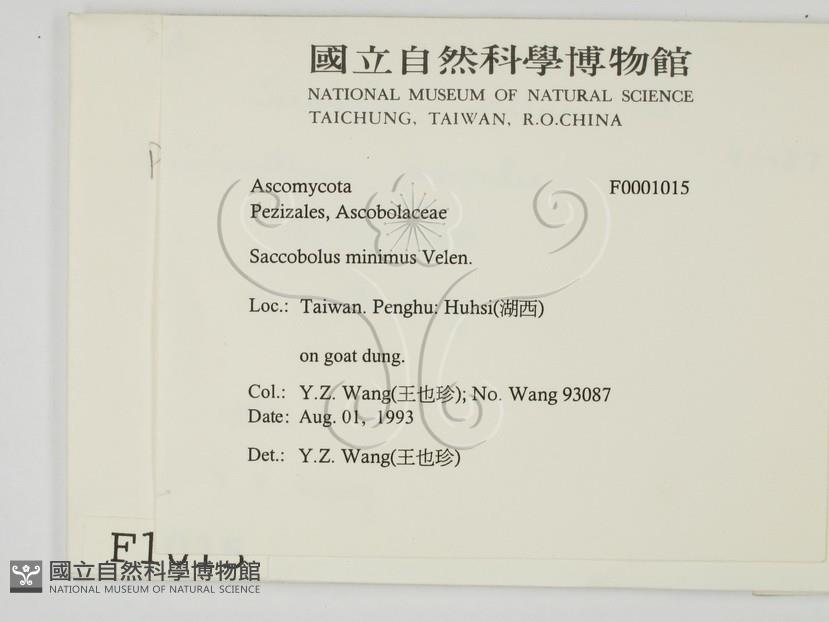 國立自然科學博物館
NATIONAL MUSEUM OF NATURAL SCIENCE
TAICHUNG, TAIWAN, R.O.CHINA
Ascomycota F0001015
Pezizales, Ascobolaceae
Saccobolus minimus Velen.
Loc.: Taiwan. Penghu: Huhsi(湖西)
on goat dung.
Col.: Y.Z. Wang(王也珍); No. Wang 93087
Date: Aug. 01, 1993
Det.: Y.Z. Wang(王也珍)
國立自然科學博物館
NATIONAL MUSEUM OF NATURAL SCIENCE